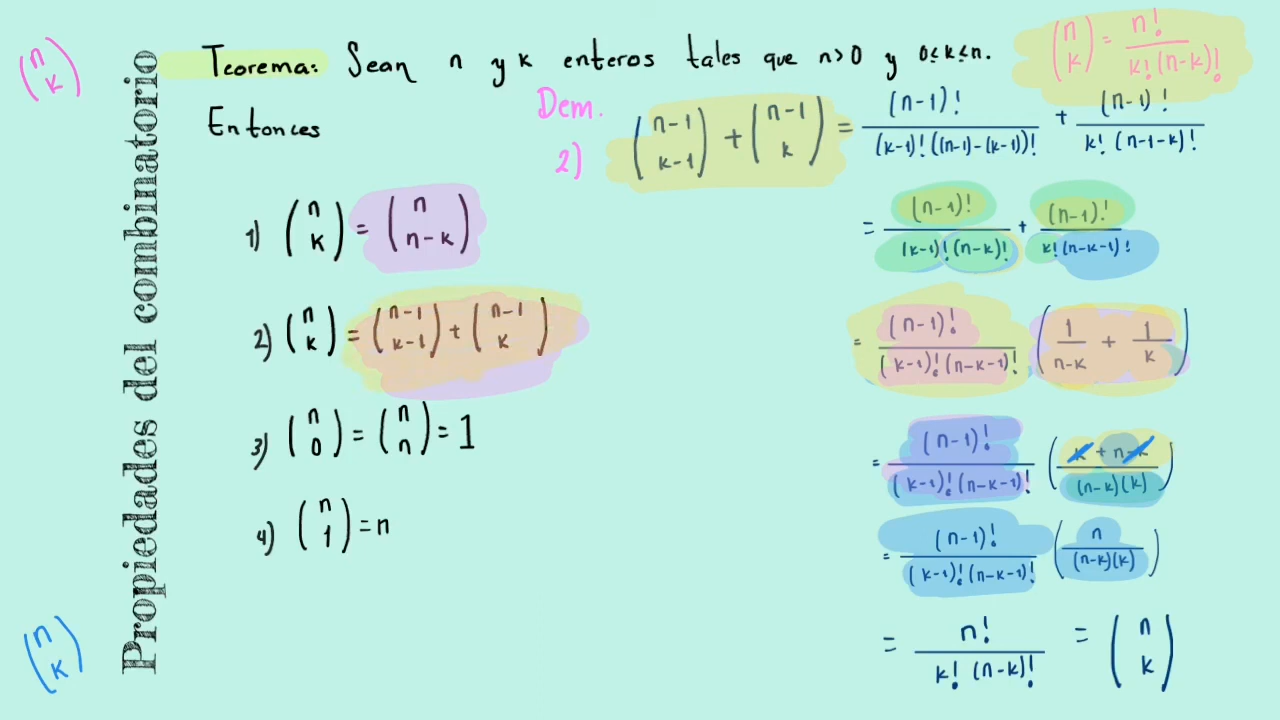 Propiedades del combinatorio
(n k)
(n k)
Teorema: Sean n y k enteros tales que n>0 y 0≤k≤n.
Entonces
1) (n k) = (n n-k)
2) (n k) = (n-1 k-1) + (n-1 k)
3) (n 0) = (n n) = 1
4) (n 1) = n
(n k) = n! / k!(n-k)!
Dem.
2) (n-1 k-1) + (n-1 k) = (n-1)! / (k-1)!((n-1)-(k-1))! + (n-1)! / k!(n-1-k)!
= (n-1)! / (k-1)!(n-k)! + (n-1)! / k!(n-k-1)!
= (n-1)! / (k-1)!(n-k-1)! (1 / n-k + 1 / k)
= (n-1)! / (k-1)!(n-k-1)! (k + n-k / (n-k)(k))
= (n-1)! / (k-1)!(n-k-1)! (n / (n-k)(k))
= n! / k!(n-k)! = (n k)